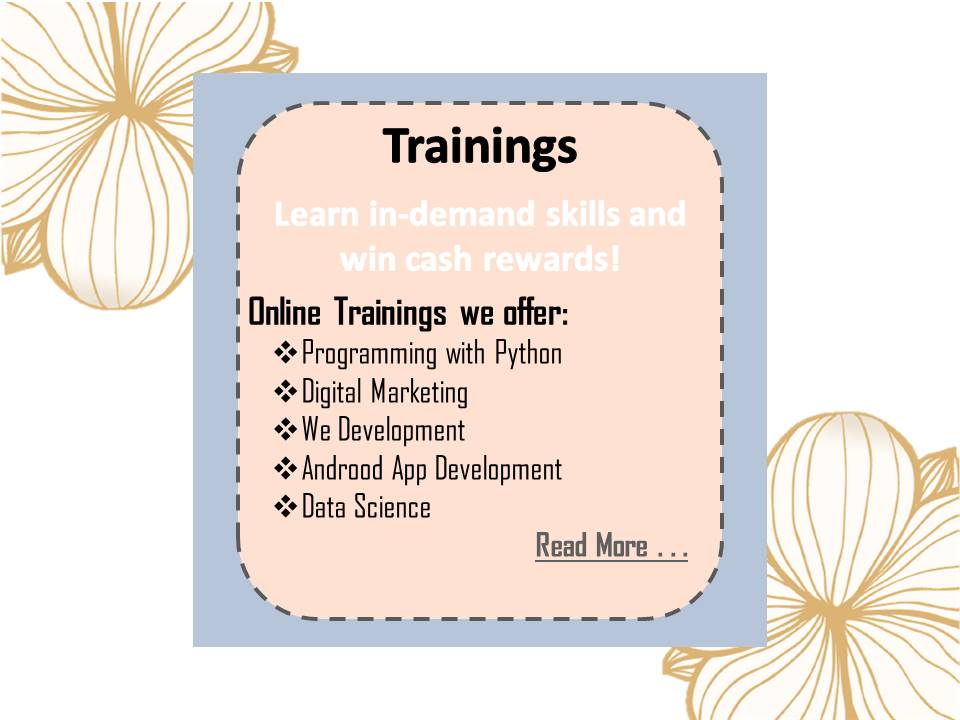 Trainings
Learn in-demand skills and
win cash rewards!
Online Trainings we offer:
❖Programming with Python
❖Digital Marketing
❖We Development
❖Androod App Development
❖Data Science
Read More . . .